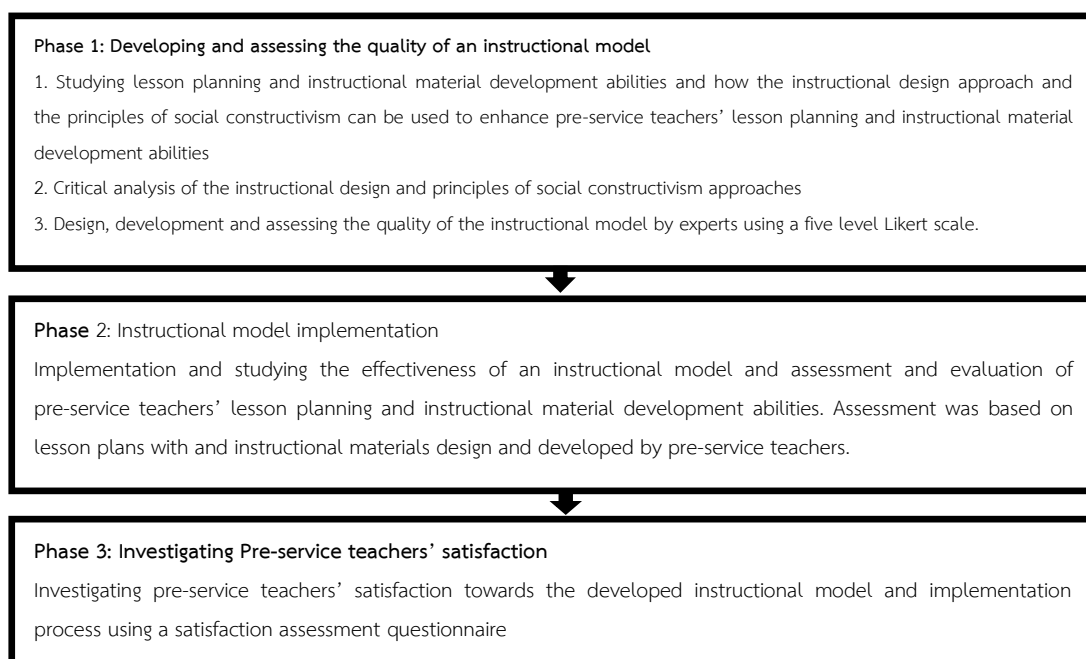 Phase 1: Developing and assessing the quality of an instructional model
1. Studying lesson planning and instructional material development abilities and how the instructional design approach and
the principles of social constructivism can be used to enhance pre-service teachers’ lesson planning and instructional material
development abilities
2. Critical analysis of the instructional design and principles of social constructivism approaches
3. Design, development and assessing the quality of the instructional model by experts using a five level Likert scale.
Phase 2: Instructional model implementation
Implementation and studying the effectiveness of an instructional model and assessment and evaluation of
pre-service teachers’ lesson planning and instructional material development abilities. Assessment was based on
lesson plans with and instructional materials design and developed by pre-service teachers.
Phase 3: Investigating Pre-service teachers’ satisfaction
Investigating pre-service teachers’ satisfaction towards the developed instructional model and implementation
process using a satisfaction assessment questionnaire